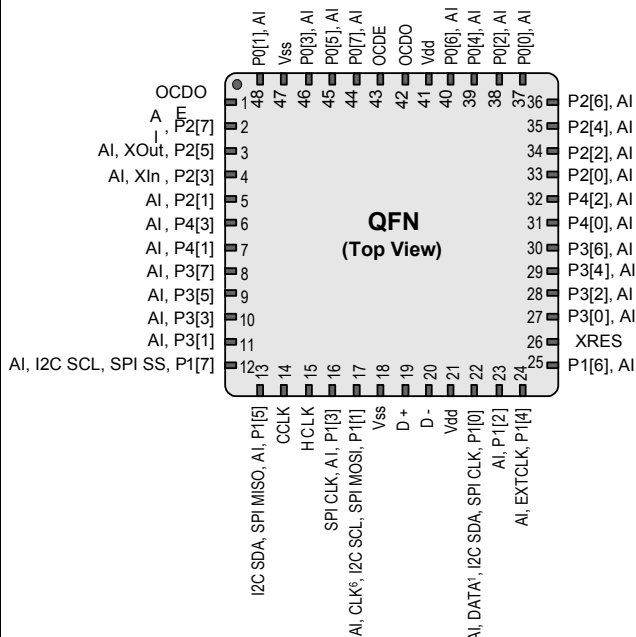 P0[1], AI
Vss
P0[3], AI
P0[5], AI
P0[7], AI
OCDE
OCDO
Vdd
P0[6], AI
P0[4], AI
P0[2], AI
P0[0], AI
48 47 46 45 44 43 42 41 40 39 38 37
OCDO
E 1
A
I , P2[7] 2
AI, XOut, P2[5] 3
AI, XIn , P2[3] 4
AI, P2[1] 5
AI, P4[3] 6
AI, P4[1] 7
AI, P3[7] 8
AI, P3[5] 9
AI, P3[3] 10
AI, P3[1] 11
AI, I2C SCL, SPI SS, P1[7] 12
QFN
(Top View)
36 P2[6], AI
35 P2[4], AI
34 P2[2], AI
33 P2[0], AI
32 P4[2], AI
31 P4[0], AI
30 P3[6], AI
29 P3[4], AI
28 P3[2], AI
27 P3[0], AI
26 XRES
25 P1[6], AI
13 14 15 16 17 18 19 20 21 22 23 24
I2C SDA, SPI MISO, AI, P1[5]
CCLK
HCLK
SPI CLK, AI, P1[3]
AI, CLK⁶, I2C SCL, SPI MOSI, P1[1]
Vss
D +
D -
Vdd
AI, DATA¹, I2C SDA, SPI CLK, P1[0]
AI, P1[2]
AI, EXTCLK, P1[4]